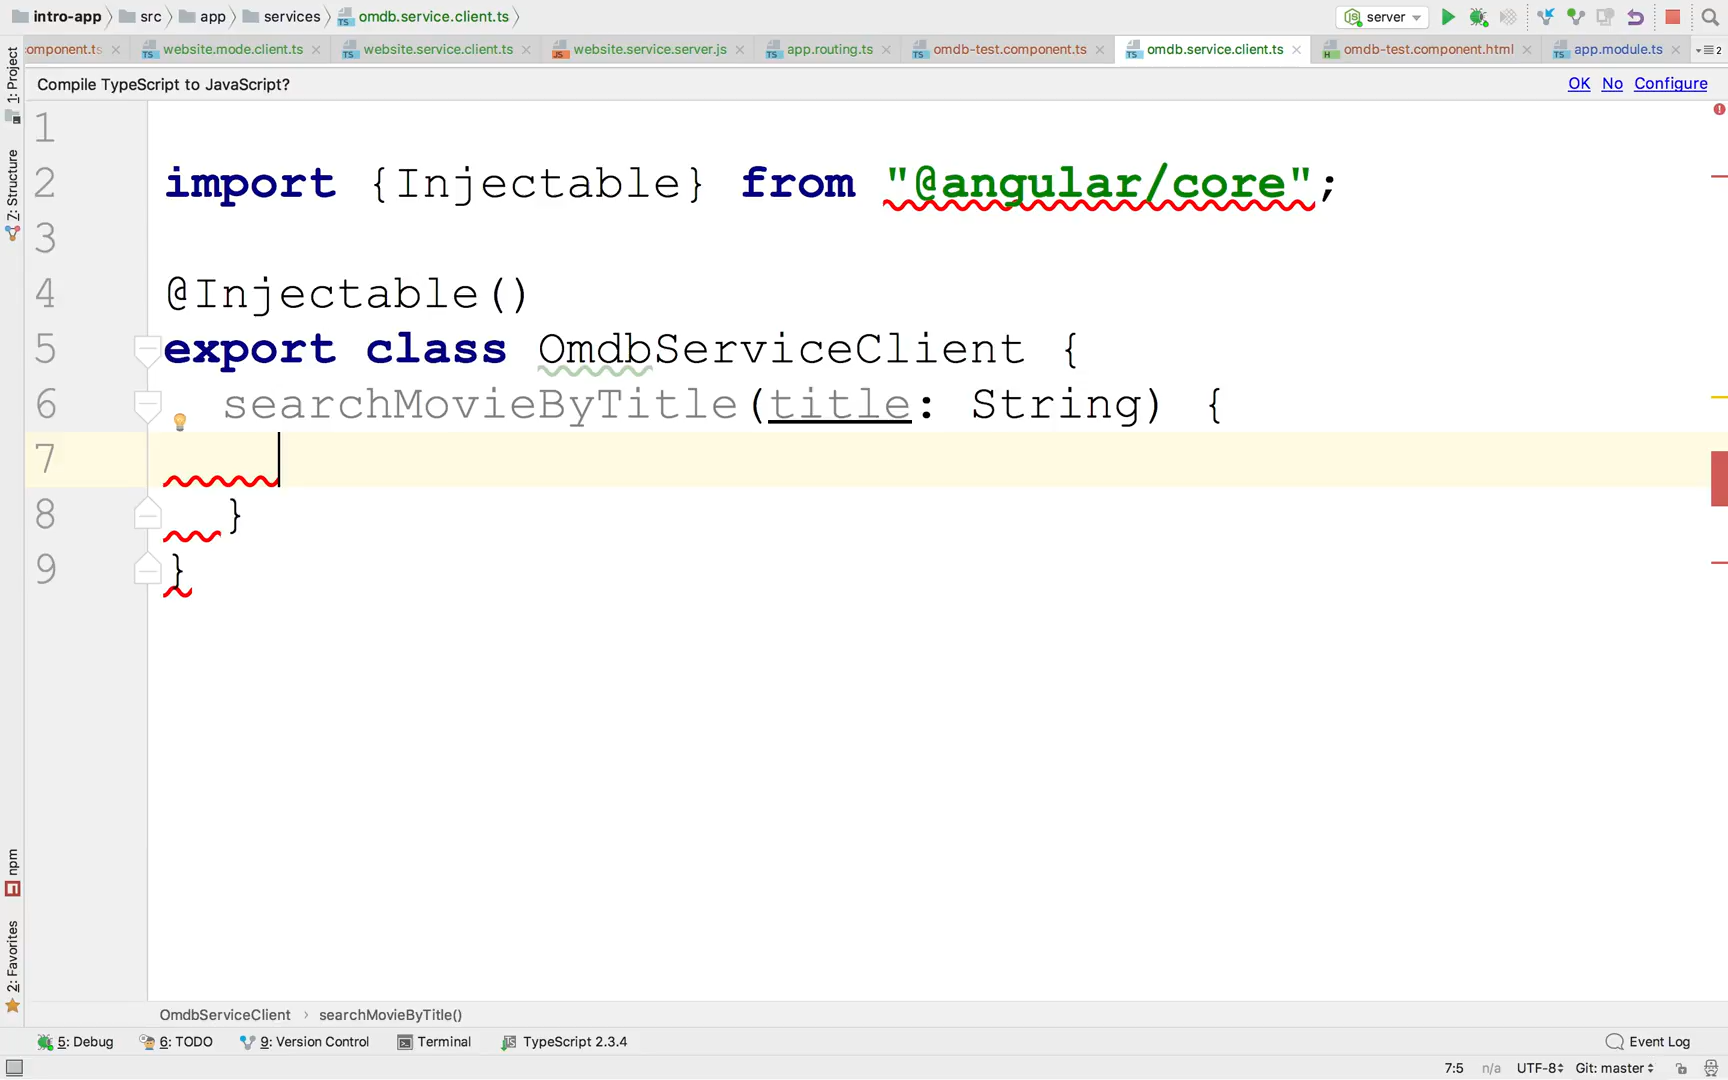 intro-app src app services omdb.service.client.ts server
omponent.ts website.mode.client.ts website.service.client.ts website.service.server.js app.routing.ts omdb-test.component.ts omdb.service.client.ts omdb-test.component.html app.module.ts 2
Compile TypeScript to JavaScript? OK No Configure
1: Project
Z: Structure
npm
2: Favorites
1
2 import {Injectable} from "@angular/core";
3
4 @Injectable()
5 export class OmdbServiceClient {
6 searchMovieByTitle(title: String) {
7
8 }
9 }
OmdbServiceClient › searchMovieByTitle()
5: Debug 6: TODO 9: Version Control Terminal TypeScript 2.3.4 Event Log
7:5 n/a UTF-8 Git: master